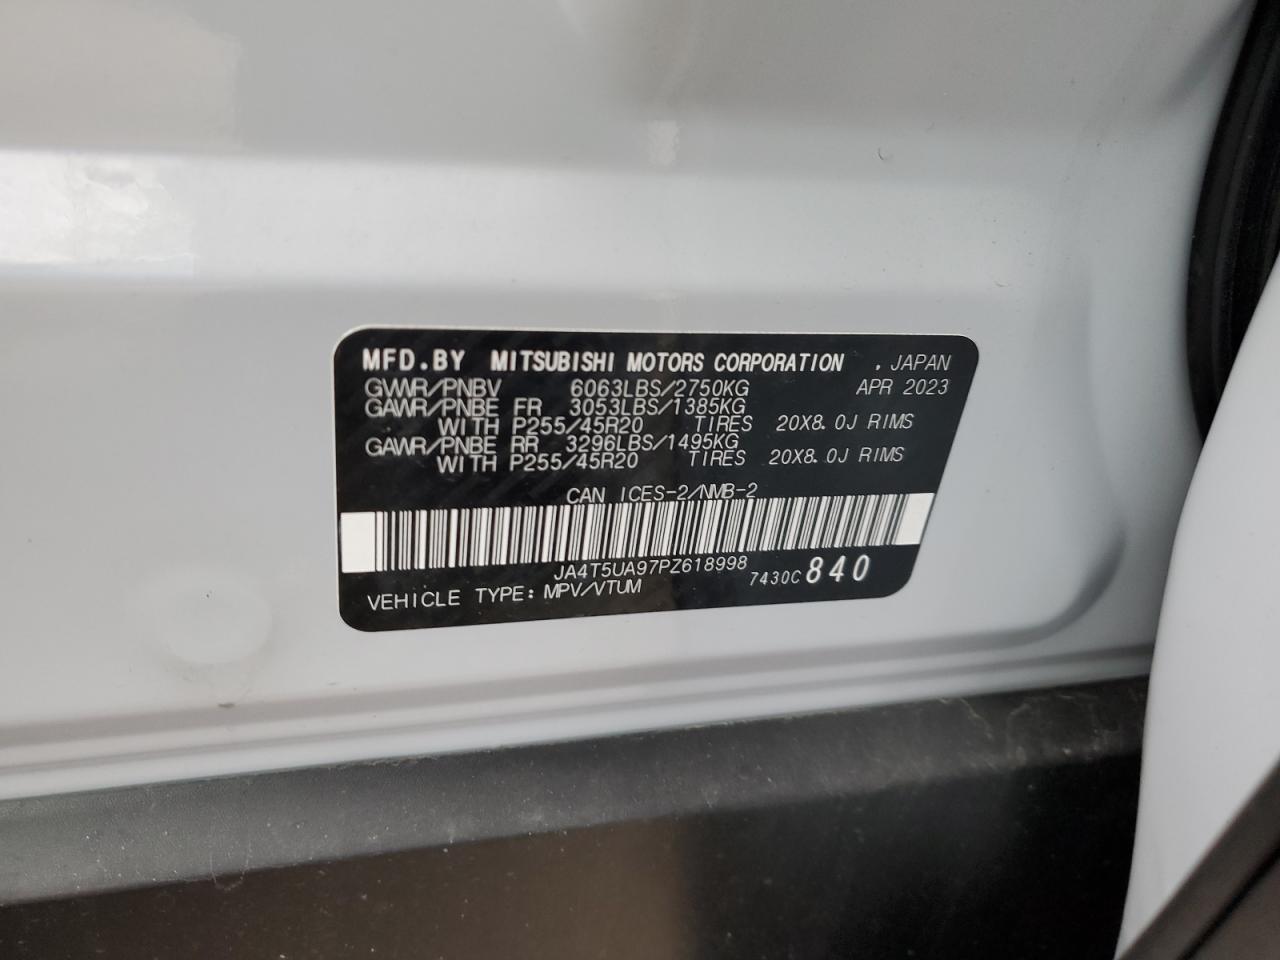 MFD.BY MITSUBISHI MOTORS CORPORATION , JAPAN
GVWR/PNBV 6063LBS/2750KG APR 2023
GAWR/PNBE FR 3053LBS/1385KG
WITH P255/45R20 TIRES 20X8.0J RIMS
GAWR/PNBE RR 3296LBS/1495KG
WITH P255/45R20 TIRES 20X8.0J RIMS
CAN ICES-2/NMB-2
JA4T5UA97PZ618998 7430C 840
VEHICLE TYPE: MPV/VTUM